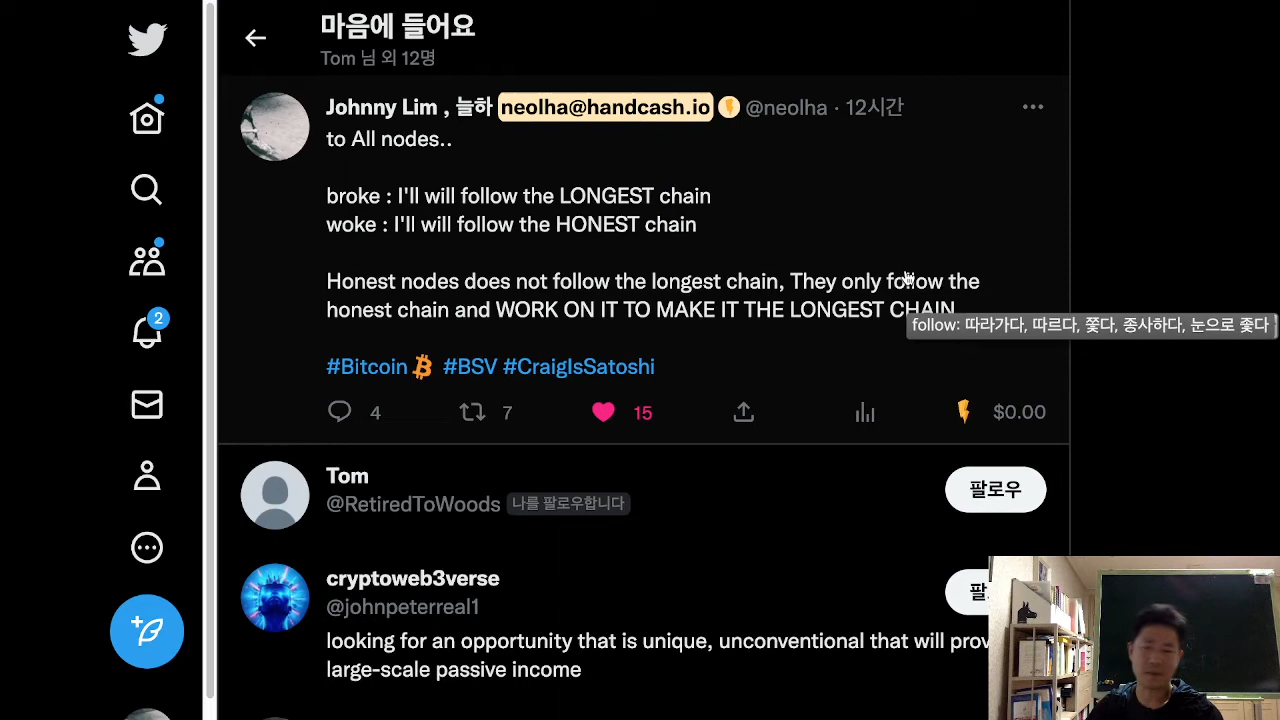 마음에 들어요
Tom 님 외 12명
Johnny Lim , 늘하 neolha@handcash.io @neolha · 12시간
to All nodes..
broke : I'll will follow the LONGEST chain
woke : I'll will follow the HONEST chain
Honest nodes does not follow the longest chain, They only follow the
honest chain and WORK ON IT TO MAKE IT THE LONGEST CHAIN
follow: 따라가다, 따르다, 쫓다, 종사하다, 눈으로 좇다
#Bitcoin #BSV #CraigIsSatoshi
4 7 15 $0.00
2
Tom
@RetiredToWoods 나를 팔로우합니다
팔로우
cryptoweb3verse
@johnpeterreal1
팔
looking for an opportunity that is unique, unconventional that will prov
large-scale passive income